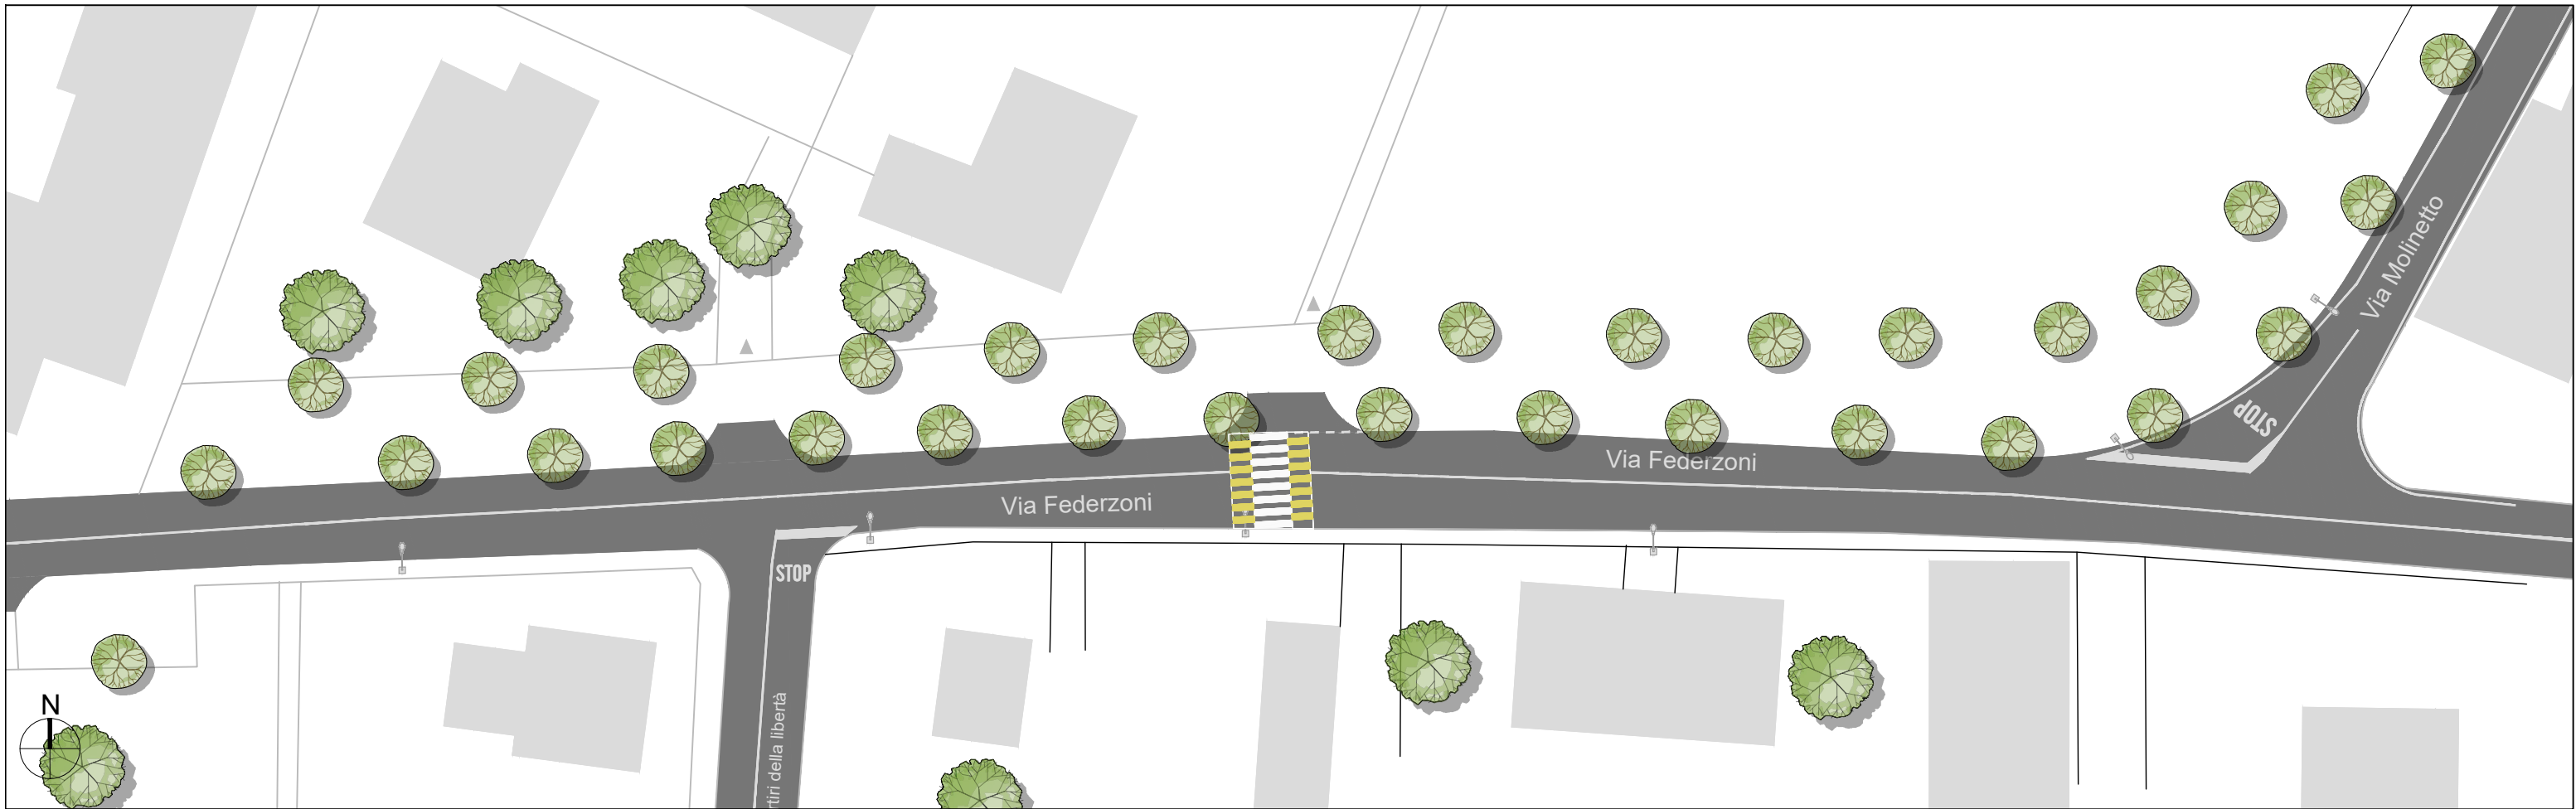 Via Molinetto
STOP
Via Federzoni
Via Federzoni
STOP
rtiri della libertà
N